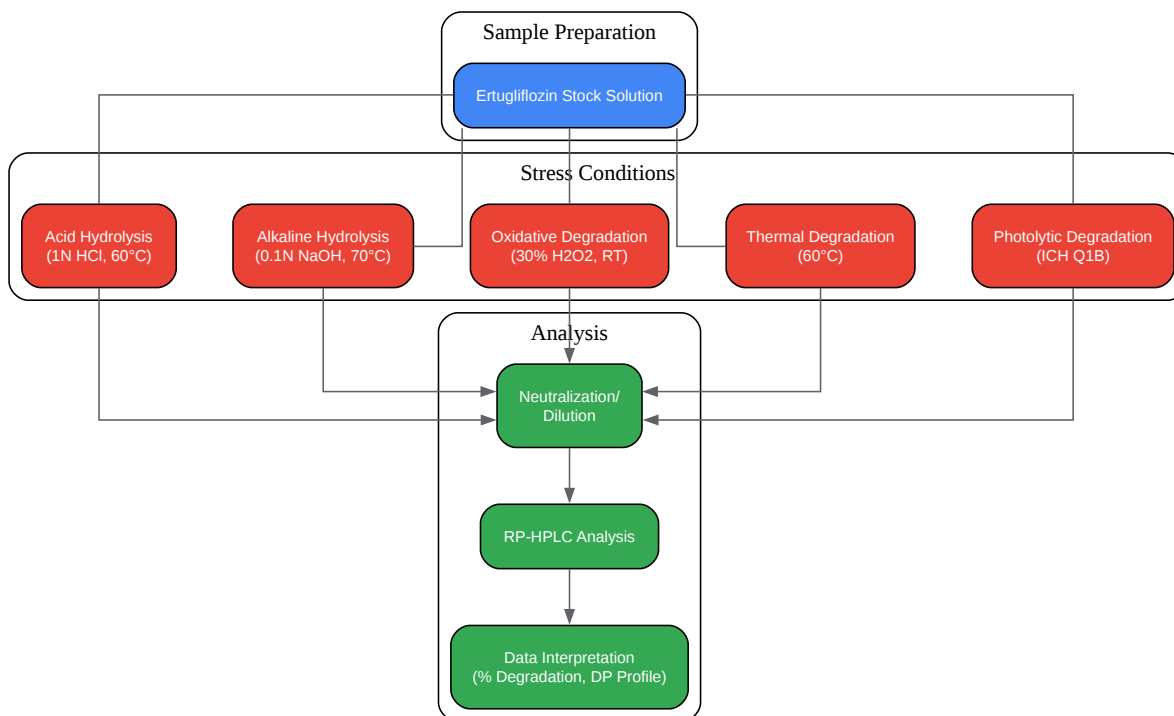 Sample Preparation
Ertugliflozin Stock Solution
Stress Conditions
Acid Hydrolysis
(1N HCl, 60°C)
Alkaline Hydrolysis
(0.1N NaOH, 70°C)
Oxidative Degradation
(30% H2O2, RT)
Thermal Degradation
(60°C)
Photolytic Degradation
(ICH Q1B)
Analysis
Neutralization/
Dilution
RP-HPLC Analysis
Data Interpretation
(% Degradation, DP Profile)